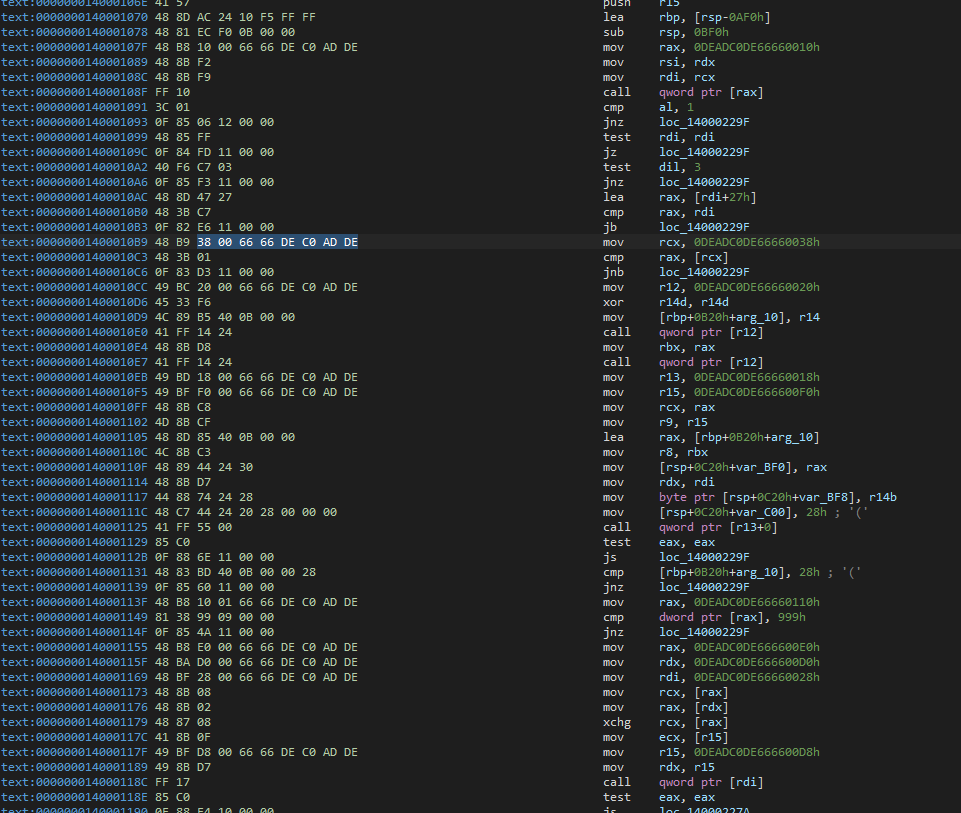 text:000000014000106E 41 57 push r15
text:0000000140001070 48 8D AC 24 10 F5 FF FF lea rbp, [rsp-0AF0h]
text:0000000140001078 48 81 EC F0 0B 00 00 sub rsp, 0BF0h
text:000000014000107F 48 B8 10 00 66 66 DE C0 AD DE mov rax, 0DEADC0DE66660010h
text:0000000140001089 48 8B F2 mov rsi, rdx
text:000000014000108C 48 8B F9 mov rdi, rcx
text:000000014000108F FF 10 call qword ptr [rax]
text:0000000140001091 3C 01 cmp al, 1
text:0000000140001093 0F 85 06 12 00 00 jnz loc_14000229F
text:0000000140001099 48 85 FF test rdi, rdi
text:000000014000109C 0F 84 FD 11 00 00 jz loc_14000229F
text:00000001400010A2 40 F6 C7 03 test dil, 3
text:00000001400010A6 0F 85 F3 11 00 00 jnz loc_14000229F
text:00000001400010AC 48 8D 47 27 lea rax, [rdi+27h]
text:00000001400010B0 48 3B C7 cmp rax, rdi
text:00000001400010B3 0F 82 E6 11 00 00 jb loc_14000229F
text:00000001400010B9 48 B9 38 00 66 66 DE C0 AD DE mov rcx, 0DEADC0DE66660038h
text:00000001400010C3 48 3B 01 cmp rax, [rcx]
text:00000001400010C6 0F 83 D3 11 00 00 jnb loc_14000229F
text:00000001400010CC 49 BC 20 00 66 66 DE C0 AD DE mov r12, 0DEADC0DE66660020h
text:00000001400010D6 45 33 F6 xor r14d, r14d
text:00000001400010D9 4C 89 B5 40 0B 00 00 mov [rbp+0B20h+arg_10], r14
text:00000001400010E0 41 FF 14 24 call qword ptr [r12]
text:00000001400010E4 48 8B D8 mov rbx, rax
text:00000001400010E7 41 FF 14 24 call qword ptr [r12]
text:00000001400010EB 49 BD 18 00 66 66 DE C0 AD DE mov r13, 0DEADC0DE66660018h
text:00000001400010F5 49 BF F0 00 66 66 DE C0 AD DE mov r15, 0DEADC0DE666600F0h
text:00000001400010FF 48 8B C8 mov rcx, rax
text:0000000140001102 4D 8B CF mov r9, r15
text:0000000140001105 48 8D 85 40 0B 00 00 lea rax, [rbp+0B20h+arg_10]
text:000000014000110C 4C 8B C3 mov r8, rbx
text:000000014000110F 48 89 44 24 30 mov [rsp+0C20h+var_BF0], rax
text:0000000140001114 48 8B D7 mov rdx, rdi
text:0000000140001117 44 88 74 24 28 mov byte ptr [rsp+0C20h+var_BF8], r14b
text:000000014000111C 48 C7 44 24 20 28 00 00 00 mov [rsp+0C20h+var_C00], 28h ; '('
text:0000000140001125 41 FF 55 00 call qword ptr [r13+0]
text:0000000140001129 85 C0 test eax, eax
text:000000014000112B 0F 88 6E 11 00 00 js loc_14000229F
text:0000000140001131 48 83 BD 40 0B 00 00 28 cmp [rbp+0B20h+arg_10], 28h ; '('
text:0000000140001139 0F 85 60 11 00 00 jnz loc_14000229F
text:000000014000113F 48 B8 10 01 66 66 DE C0 AD DE mov rax, 0DEADC0DE66660110h
text:0000000140001149 81 38 99 09 00 00 cmp dword ptr [rax], 999h
text:000000014000114F 0F 85 4A 11 00 00 jnz loc_14000229F
text:0000000140001155 48 B8 E0 00 66 66 DE C0 AD DE mov rax, 0DEADC0DE666600E0h
text:000000014000115F 48 BA D0 00 66 66 DE C0 AD DE mov rdx, 0DEADC0DE666600D0h
text:0000000140001169 48 BF 28 00 66 66 DE C0 AD DE mov rdi, 0DEADC0DE66660028h
text:0000000140001173 48 8B 08 mov rcx, [rax]
text:0000000140001176 48 8B 02 mov rax, [rdx]
text:0000000140001179 48 87 08 xchg rcx, [rax]
text:000000014000117C 41 8B 0F mov ecx, [r15]
text:000000014000117F 49 BF D8 00 66 66 DE C0 AD DE mov r15, 0DEADC0DE666600D8h
text:0000000140001189 49 8B D7 mov rdx, r15
text:000000014000118C FF 17 call qword ptr [rdi]
text:000000014000118E 85 C0 test eax, eax
text:0000000140001190 0F 88 E4 10 00 00 js loc_14000227A